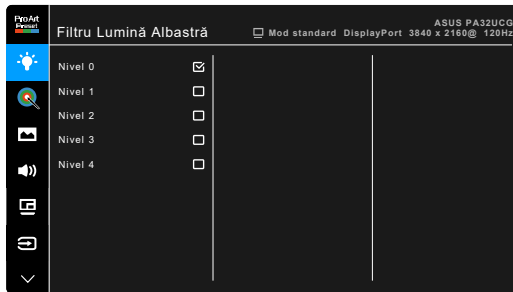 ProArt
Preset
Filtru Lumină Albastră
ASUS PA32UCG
Mod standard DisplayPort 3840 x 2160@ 120Hz
Nivel 0
Nivel 1
Nivel 2
Nivel 3
Nivel 4